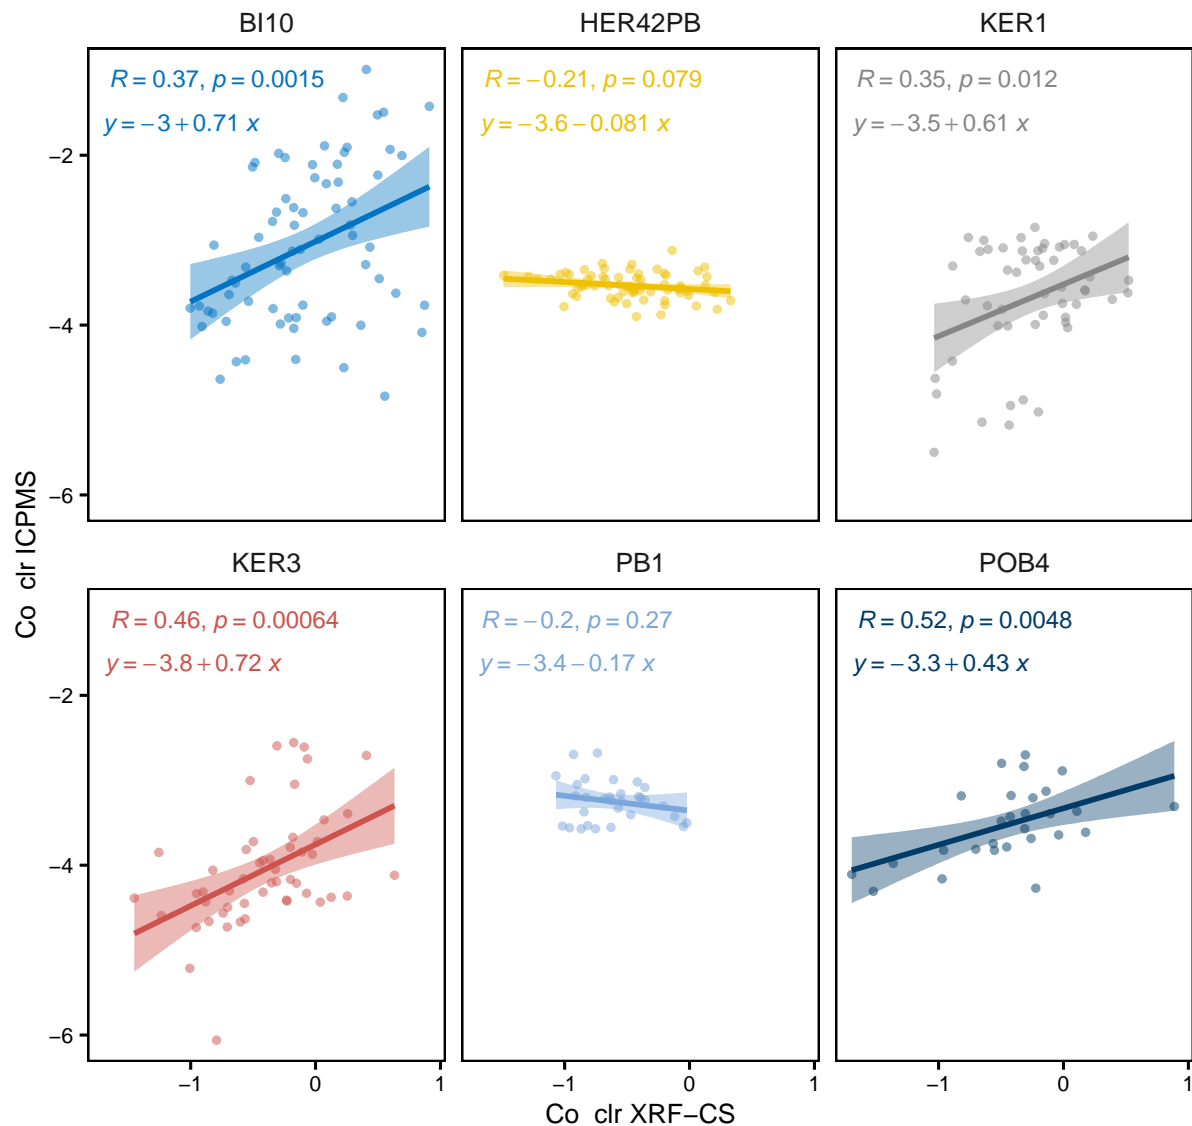 BI10
HER42PB
KER1
R = 0.37, p = 0.0015
R = −0.21, p = 0.079
R = 0.35, p = 0.012
y = −3 + 0.71 x
y = −3.6 − 0.081 x
y = −3.5 + 0.61 x
−2
−4
−6
KER3
PB1
POB4
R = 0.46, p = 0.00064
R = −0.2, p = 0.27
R = 0.52, p = 0.0048
y = −3.8 + 0.72 x
y = −3.4 − 0.17 x
y = −3.3 + 0.43 x
−2
−4
−6
−1 0 1
−1 0 1
−1 0 1
Co clr ICPMS
Co clr XRF−CS